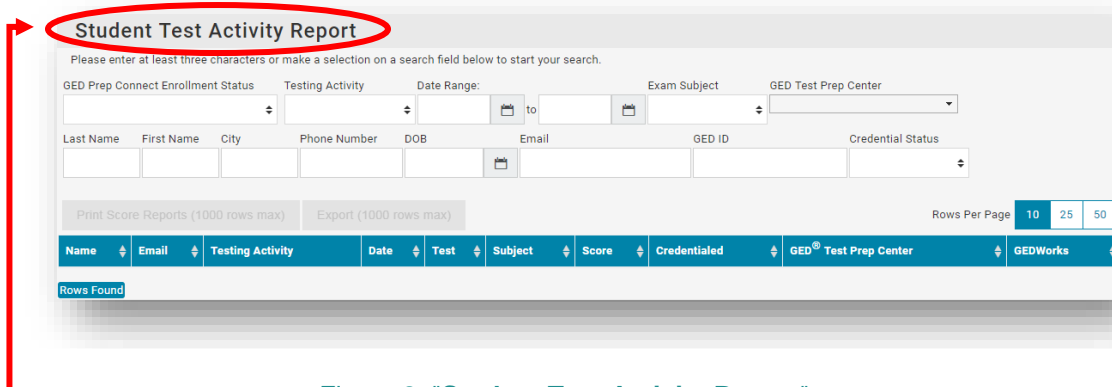 Student Test Activity Report
Please enter at least three characters or make a selection on a search field below to start your search.
GED Prep Connect Enrollment Status Testing Activity Date Range: Exam Subject GED Test Prep Center
to
Last Name First Name City Phone Number DOB Email GED ID Credential Status
Print Score Reports (1000 rows max) Export (1000 rows max) Rows Per Page 10 25 50
Name Email Testing Activity Date Test Subject Score Credentialed GED® Test Prep Center GEDWorks
Rows Found